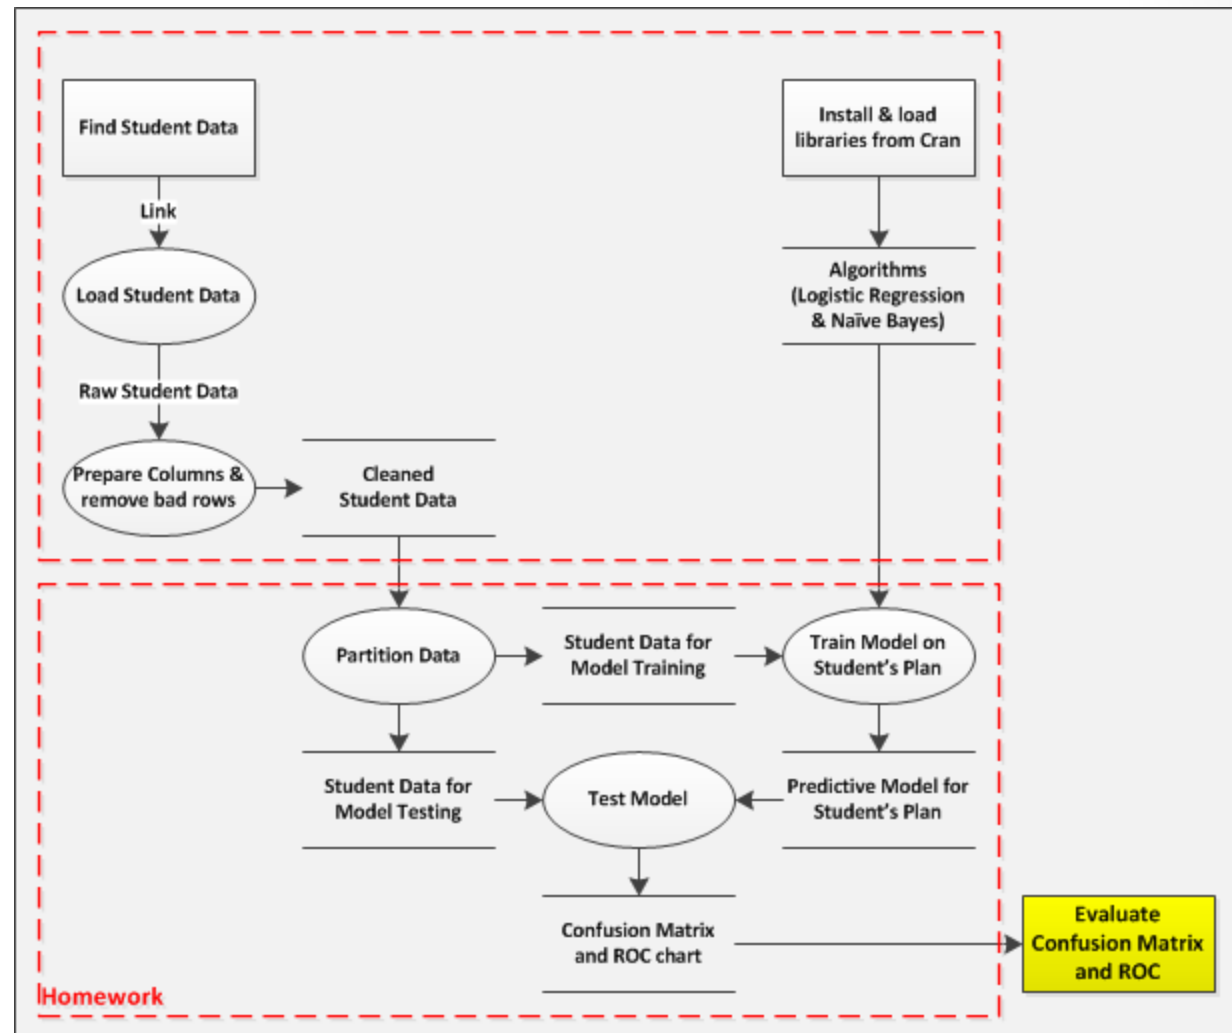 Find Student Data
Install & load
libraries from Cran
Link
Load Student Data
Algorithms
(Logistic Regression
& Naīve Bayes)
Raw Student Data
Prepare Columns &
remove bad rows
Cleaned
Student Data
Partition Data
Student Data for
Model Training
Train Model on
Student’s Plan
Student Data for
Model Testing
Test Model
Predictive Model for
Student’s Plan
Confusion Matrix
and ROC chart
Evaluate
Confusion Matrix
and ROC
Homework